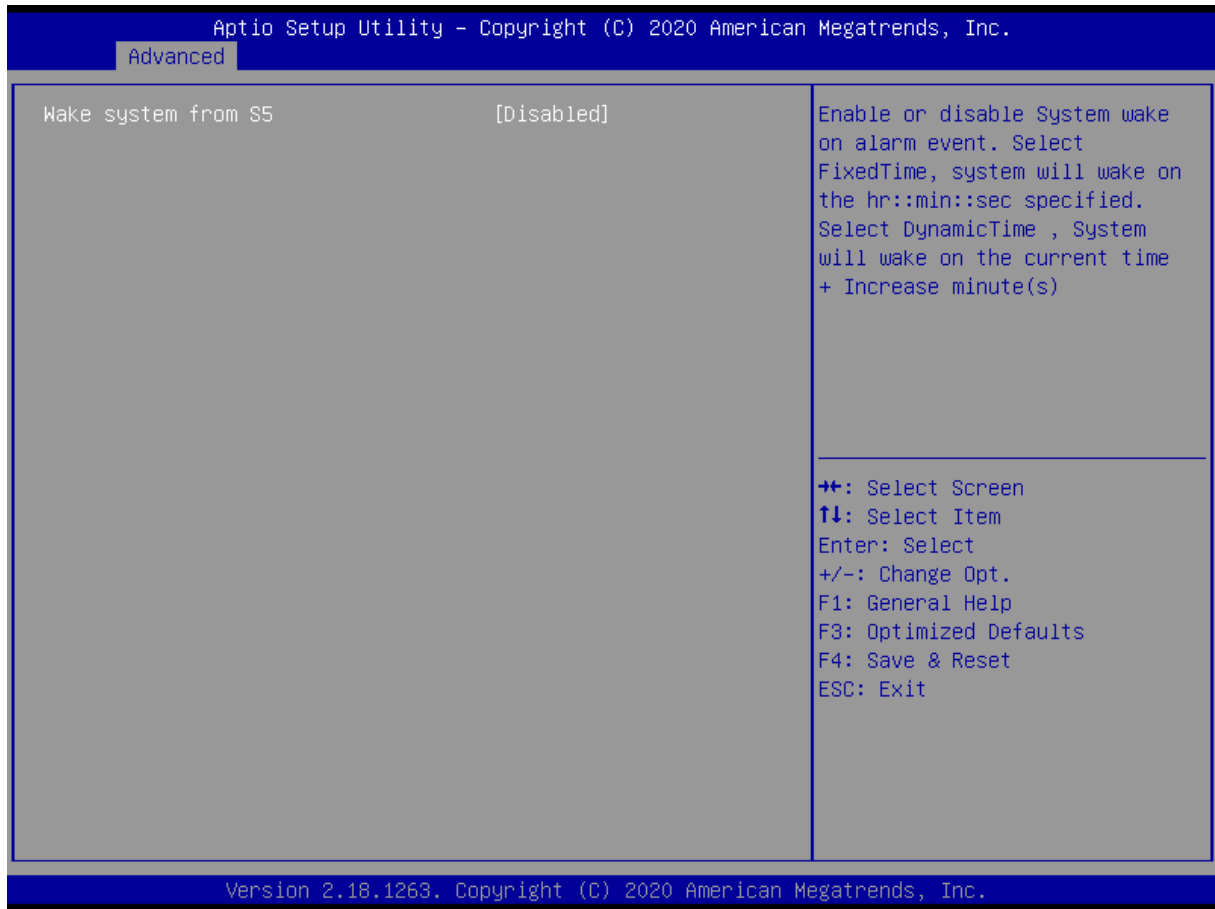 Aptio Setup Utility – Copyright (C) 2020 American Megatrends, Inc.
Advanced
Wake system from S5 [Disabled]
Enable or disable System wake
on alarm event. Select
FixedTime, system will wake on
the hr::min::sec specified.
Select DynamicTime , System
will wake on the current time
+ Increase minute(s)
→←: Select Screen
↑↓: Select Item
Enter: Select
+/-: Change Opt.
F1: General Help
F3: Optimized Defaults
F4: Save & Reset
ESC: Exit
Version 2.18.1263. Copyright (C) 2020 American Megatrends, Inc.